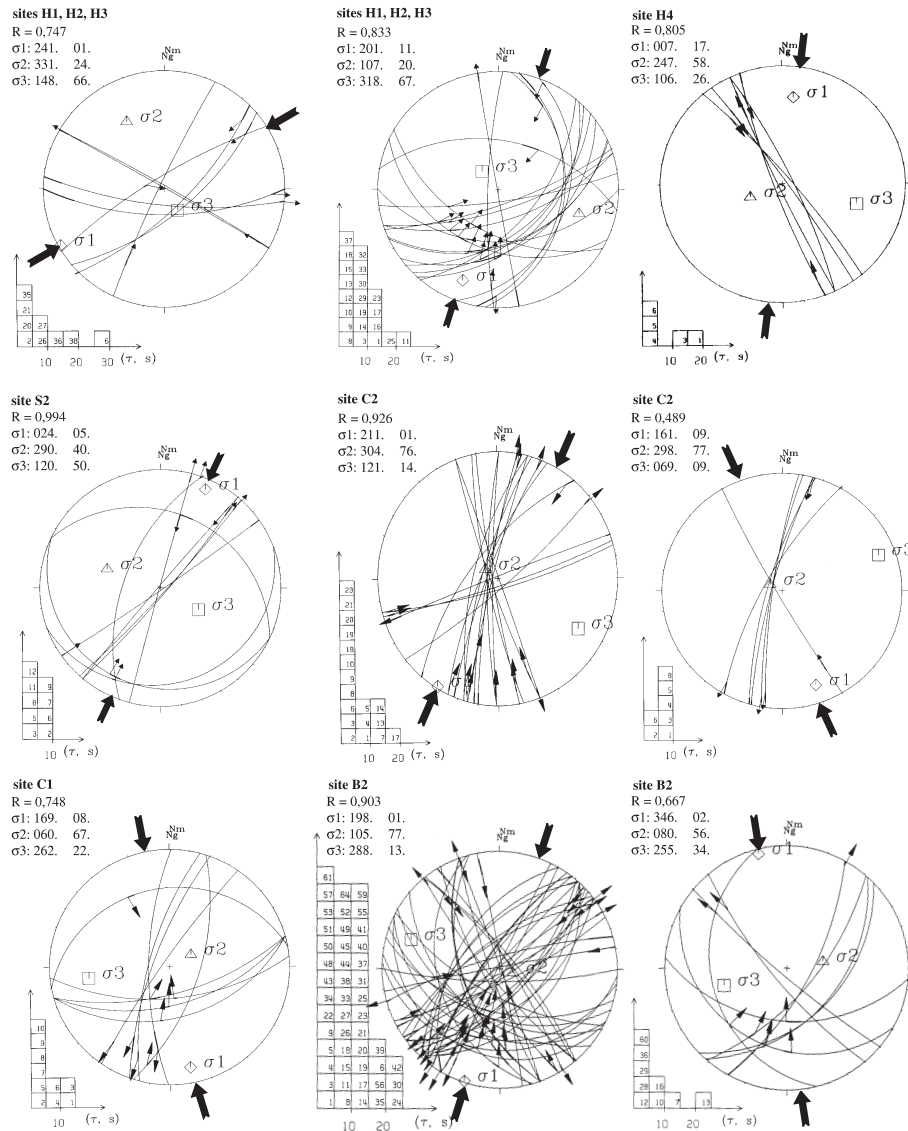 sites H1, H2, H3
R = 0,747
σ1: 241. 01.
σ2: 331. 24.
σ3: 148. 66.
Nm
Ng
σ2
σ3
σ1
35
21
20 27
2 26 36 38 6
10 20 30 (τ, s)
sites H1, H2, H3
R = 0,833
σ1: 201. 11.
σ2: 107. 20.
σ3: 318. 67.
Nm
Ng
σ3
σ2
σ1
37
18 32
15 33
13 30
12 29 23
10 28 17
9 14 16
8 3 1 25 11
10 20 (τ, s)
site H4
R = 0,805
σ1: 007. 17.
σ2: 247. 58.
σ3: 106. 26.
Nm
Ng
σ1
σ2
σ3
6
5
4 3 1
10 20 (τ, s)
site S2
R = 0,994
σ1: 024. 05.
σ2: 290. 40.
σ3: 120. 50.
Nm
Ng
σ1
σ2
σ3
12
11 9
8 7
5 6
3 2
10 (τ, s)
site C2
R = 0,926
σ1: 211. 01.
σ2: 304. 76.
σ3: 121. 14.
Nm
Ng
σ2
σ3
σ
23
21
20
19
18
10
9
8
6 5 14
3 4 13
2 1 7 17
10 20 (τ, s)
site C2
R = 0,489
σ1: 161. 09.
σ2: 298. 77.
σ3: 069. 09.
Nm
Ng
σ3
σ2
σ1
8
5
4
6 3
2 1
10 (τ, s)
site C1
R = 0,748
σ1: 169. 08.
σ2: 060. 67.
σ3: 262. 22.
Nm
Ng
σ2
σ3
σ1
10
9
8
7
5 6 3
2 4 1
10 (τ, s)
site B2
R = 0,903
σ1: 198. 01.
σ2: 105. 77.
σ3: 288. 13.
Nm
Ng
σ3
σ2
σ1
61
57 64 59
53 52 55
51 49 41
50 45 40
48 44 37
43 38 31
34 33 25
22 27 23
9 26 21
5 18 20 39
4 15 19 6 42
3 11 17 56 30
1 8 14 35 24
10 20 (τ, s)
site B2
R = 0,667
σ1: 346. 02.
σ2: 080. 56.
σ3: 255. 34.
Nm
Ng
σ1
σ2
σ3
60
36
29
28 16
12 10 7 13
10 20 (τ, s)